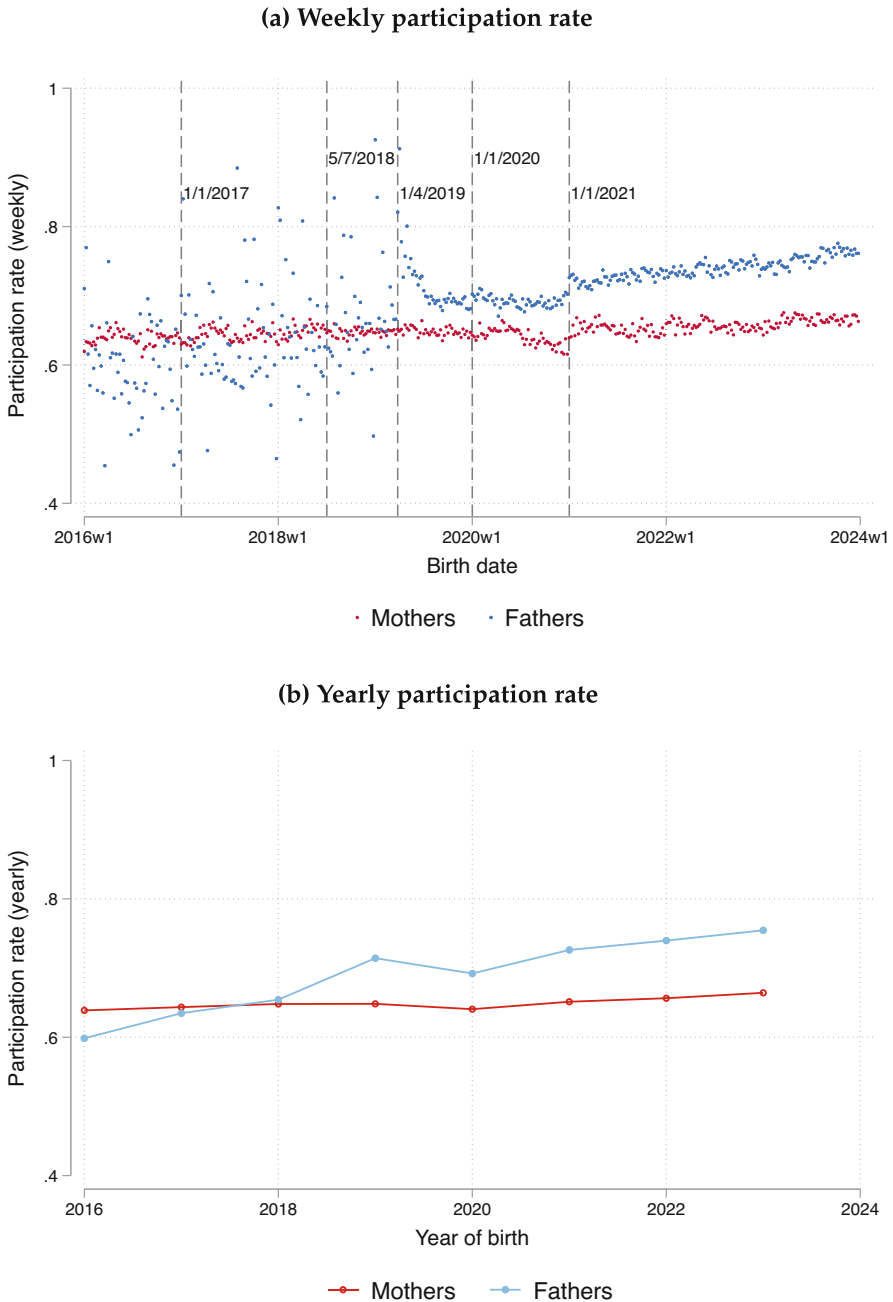 (a) Weekly participation rate
Participation rate (weekly)
1
.8
.6
.4
5/7/2018
1/1/2020
1/1/2017
1/4/2019
1/1/2021
2016w1 2018w1 2020w1 2022w1 2024w1
Birth date
Mothers Fathers
(b) Yearly participation rate
Participation rate (yearly)
1
.8
.6
.4
2016 2018 2020 2022 2024
Year of birth
Mothers Fathers